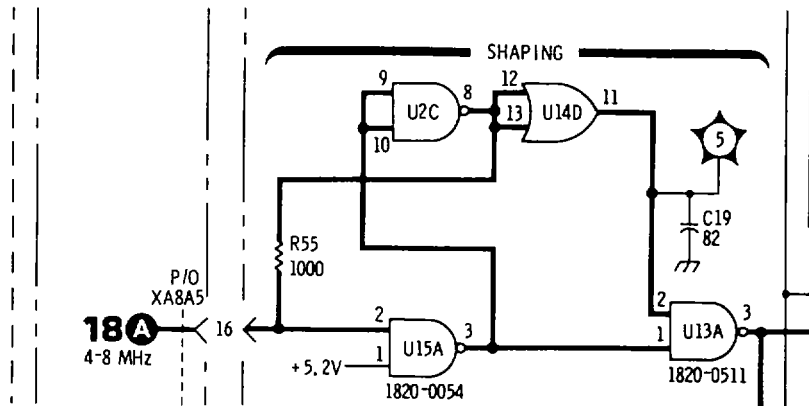 SHAPING
9
10
U2C
8
12
13
U14D
11
5
C19
82
R55
1000
P/O
XA8A5
18 A
4-8 MHz
16
2
1
+5.2V
U15A
3
1820-0054
2
1
U13A
3
1820-0511